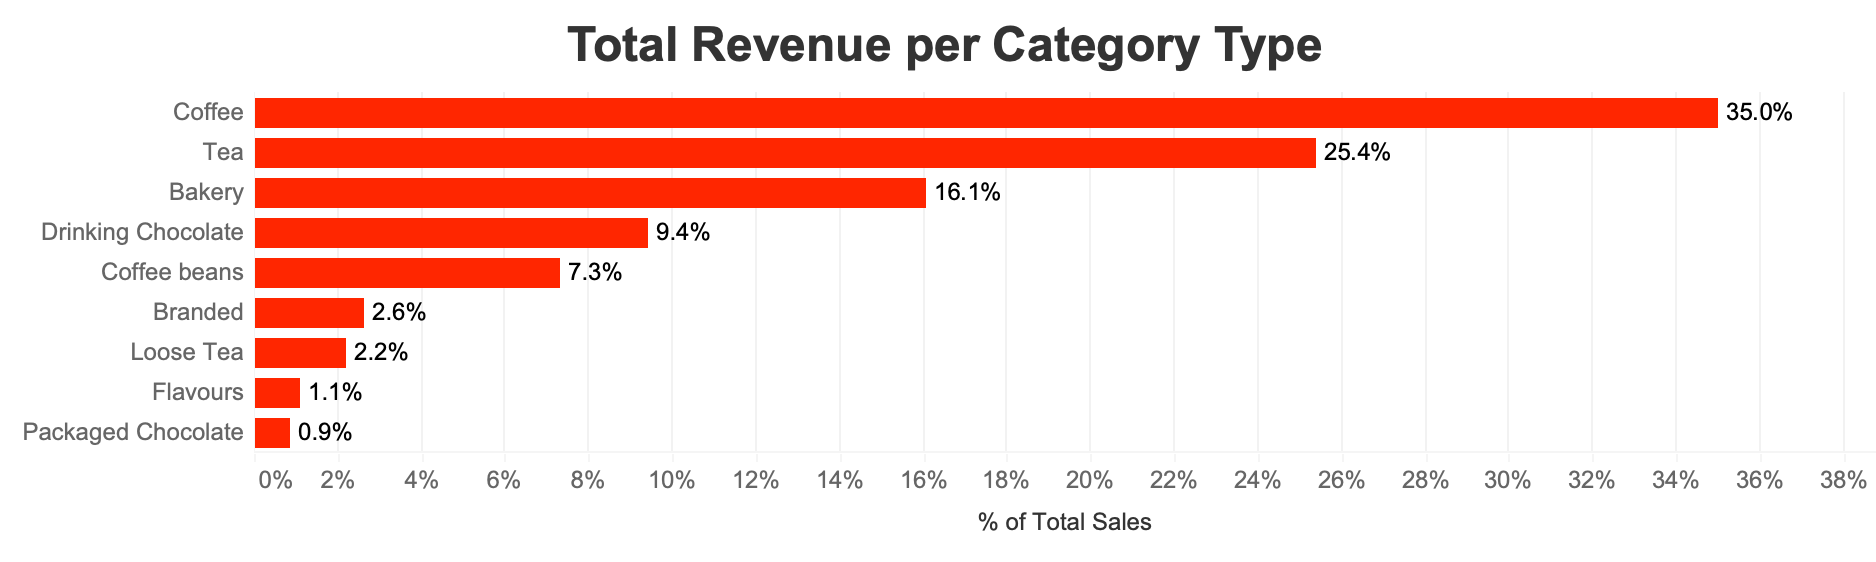 Total Revenue per Category Type
Coffee 35.0%
Tea 25.4%
Bakery 16.1%
Drinking Chocolate 9.4%
Coffee beans 7.3%
Branded 2.6%
Loose Tea 2.2%
Flavours 1.1%
Packaged Chocolate 0.9%
0% 2% 4% 6% 8% 10% 12% 14% 16% 18% 20% 22% 24% 26% 28% 30% 32% 34% 36% 38%
% of Total Sales